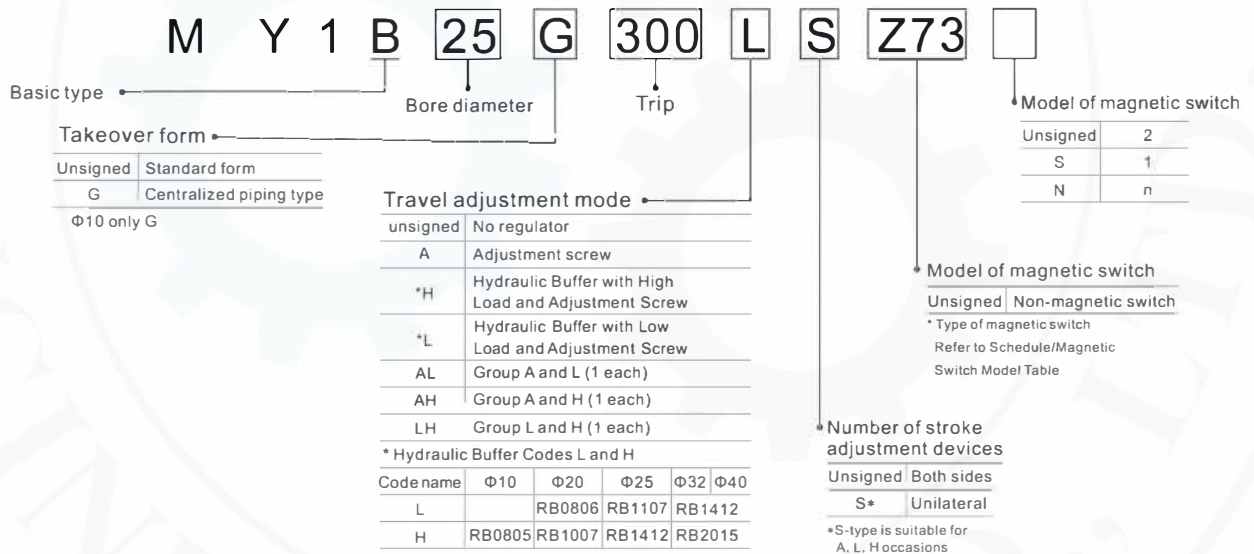 M Y 1 B 25 G 300 L S Z73
Basic type
Bore diameter
Trip
Model of magnetic switch
Unsigned 2
S 1
N n
Takeover form
Unsigned Standard form
G Centralized piping type
Φ10 only G
Travel adjustment mode
unsigned No regulator
A Adjustment screw
*H Hydraulic Buffer with High
Load and Adjustment Screw
*L Hydraulic Buffer with Low
Load and Adjustment Screw
AL Group A and L (1 each)
AH Group A and H (1 each)
LH Group L and H (1 each)
* Hydraulic Buffer Codes L and H
Code name Φ10 Φ20 Φ25 Φ32 Φ40
L RB0806 RB1107 RB1412
H RB0805 RB1007 RB1412 RB2015
Model of magnetic switch
Unsigned Non-magnetic switch
* Type of magnetic switch
Refer to Schedule/Magnetic
Switch Model Table
Number of stroke
adjustment devices
Unsigned Both sides
S* Unilateral
*S-type is suitable for
A, L, H occasions